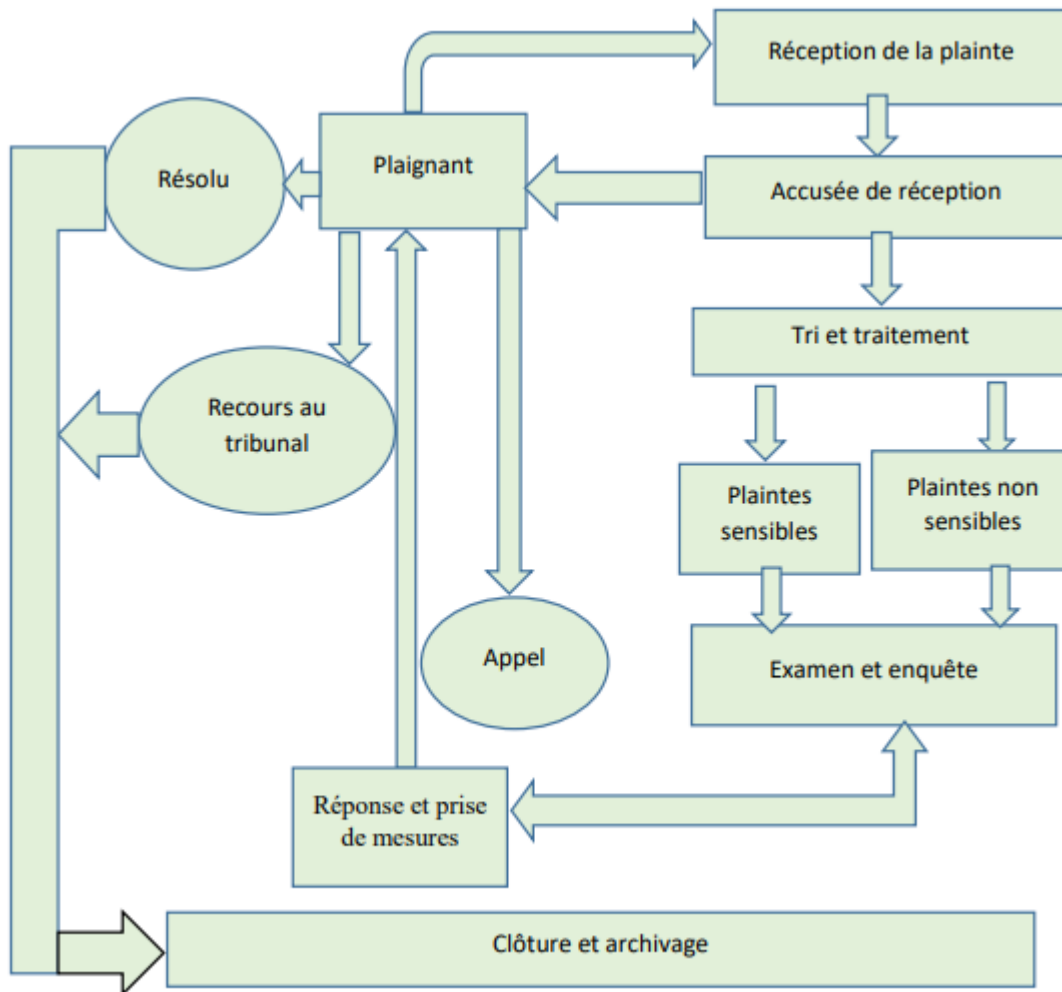 Réception de la plainte
Résolu
Plaignant
Accusée de réception
Tri et traitement
Recours au
tribunal
Plaintes
sensibles
Plaintes non
sensibles
Appel
Examen et enquête
Réponse et prise
de mesures
Clôture et archivage